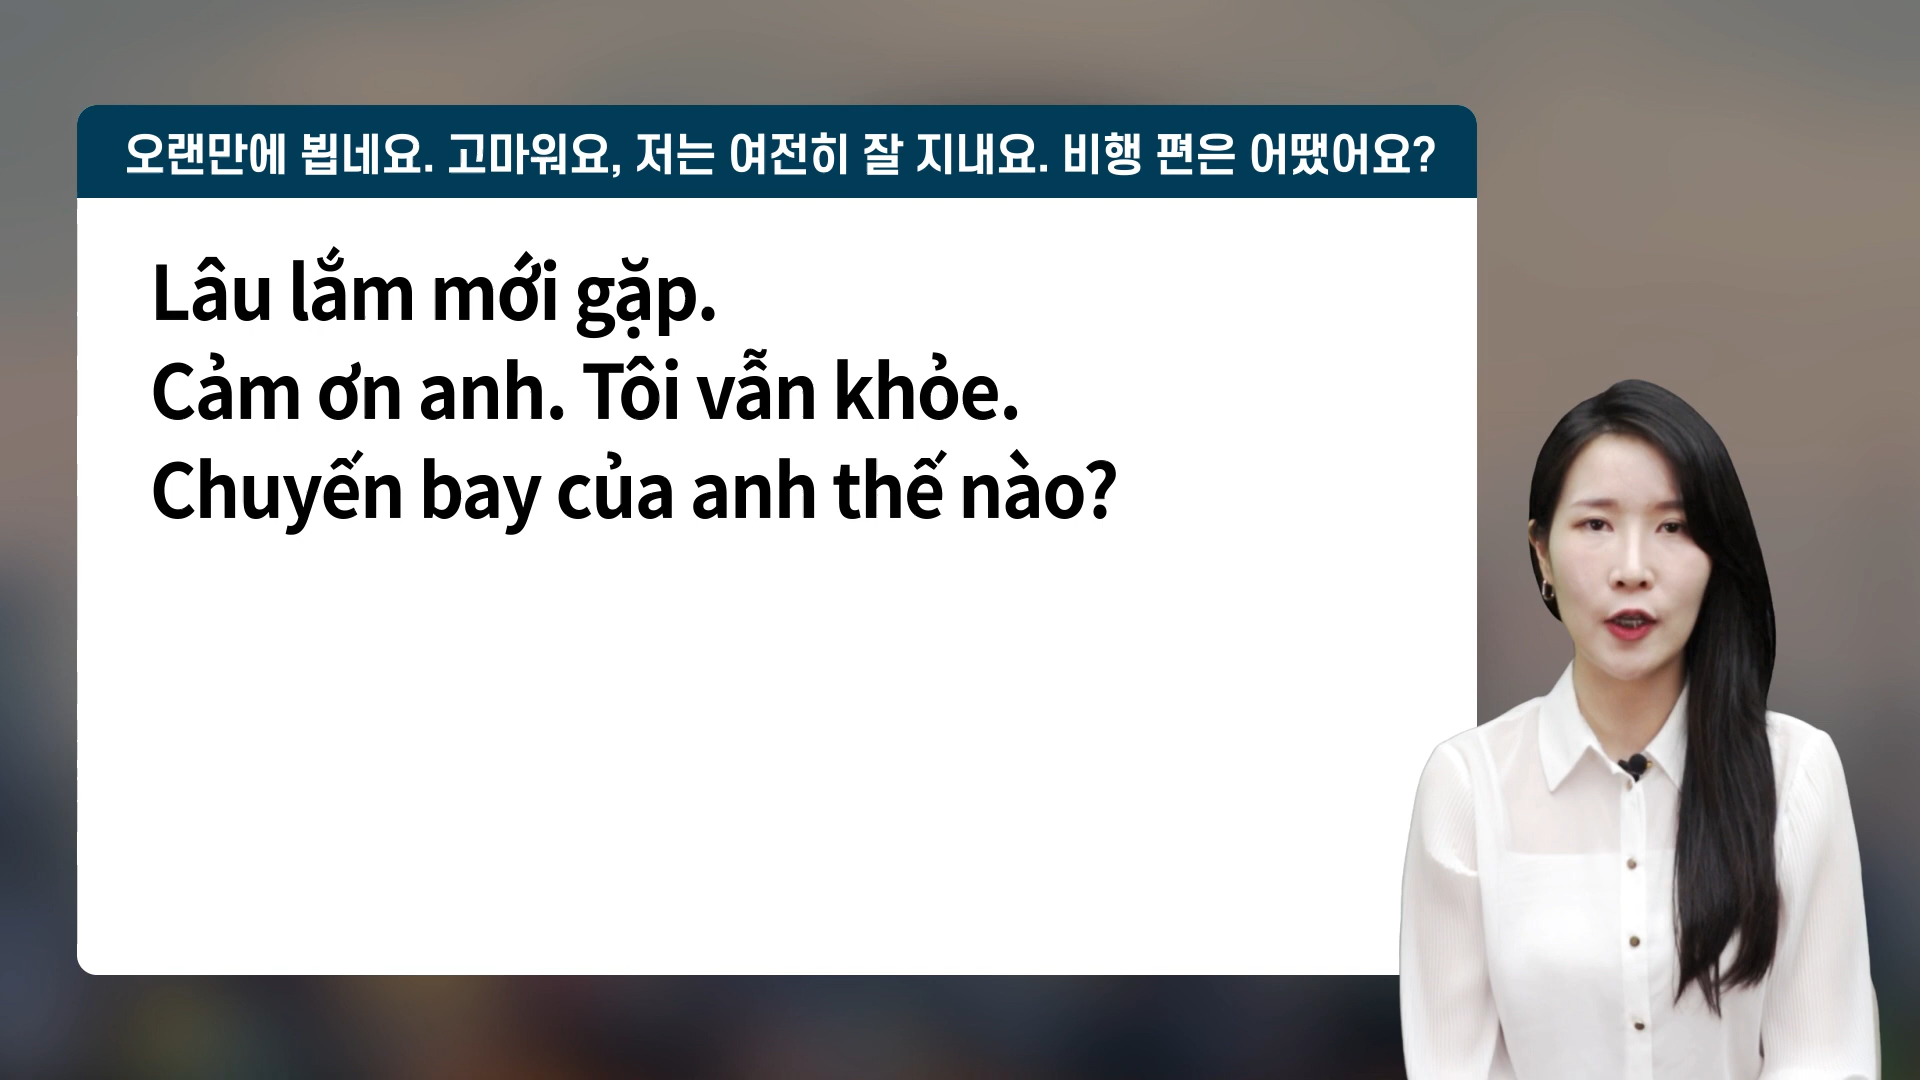 오랜만에 뵙네요. 고마워요, 저는 여전히 잘 지내요. 비행 편은 어땠어요?
Lâu lắm mới gặp.
Cảm ơn anh. Tôi vẫn khỏe.
Chuyến bay của anh thế nào?